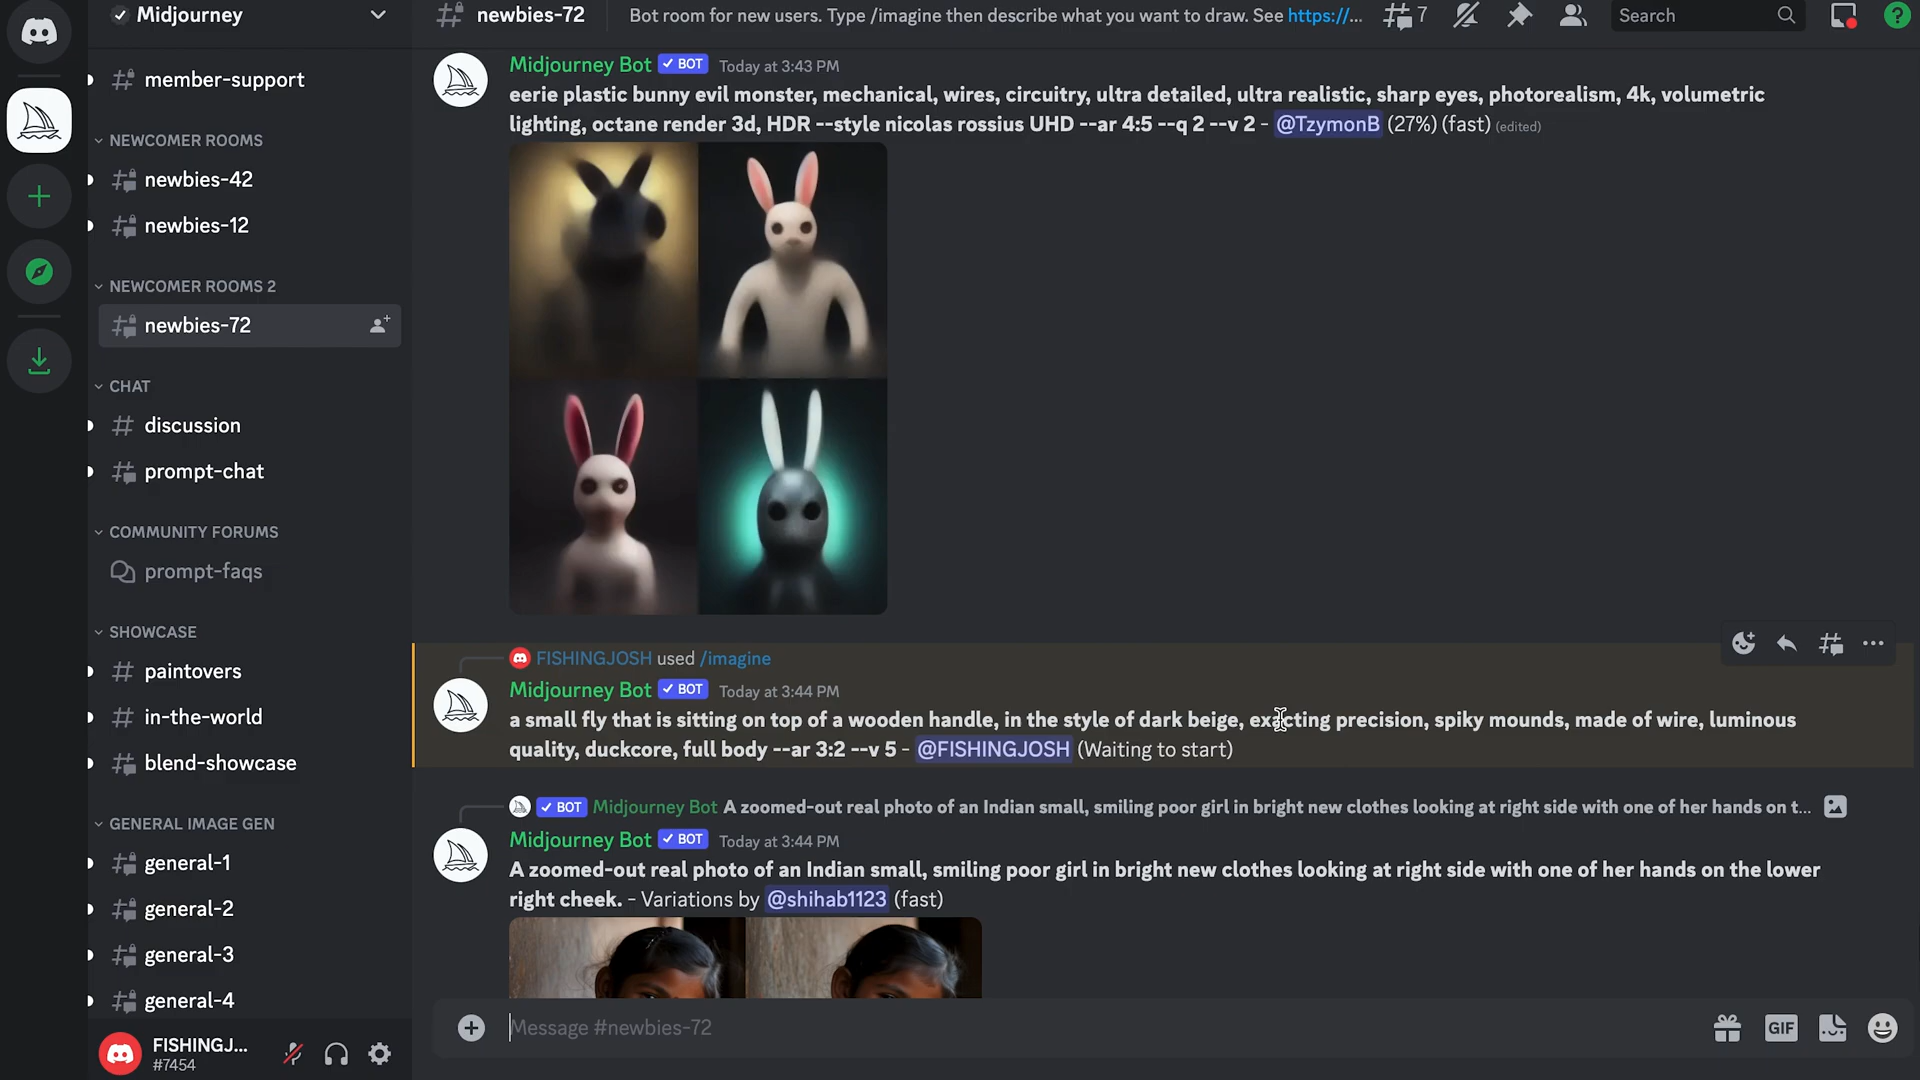 Midjourney
member-support
NEWCOMER ROOMS
newbies-42
newbies-12
NEWCOMER ROOMS 2
newbies-72
CHAT
discussion
prompt-chat
COMMUNITY FORUMS
prompt-faqs
SHOWCASE
paintovers
in-the-world
blend-showcase
GENERAL IMAGE GEN
general-1
general-2
general-3
general-4
FISHINGJ...
#7454
newbies-72 Bot room for new users. Type /imagine then describe what you want to draw. See https://... 7 Search
Midjourney Bot BOT Today at 3:43 PM
eerie plastic bunny evil monster, mechanical, wires, circuitry, ultra detailed, ultra realistic, sharp eyes, photorealism, 4k, volumetric
lighting, octane render 3d, HDR --style nicolas rossius UHD --ar 4:5 --q 2 --v 2 - @TzymonB (27%) (fast) (edited)
FISHINGJOSH used /imagine
Midjourney Bot BOT Today at 3:44 PM
a small fly that is sitting on top of a wooden handle, in the style of dark beige, exacting precision, spiky mounds, made of wire, luminous
quality, duckcore, full body --ar 3:2 --v 5 - @FISHINGJOSH (Waiting to start)
BOT Midjourney Bot A zoomed-out real photo of an Indian small, smiling poor girl in bright new clothes looking at right side with one of her hands on t...
Midjourney Bot BOT Today at 3:44 PM
A zoomed-out real photo of an Indian small, smiling poor girl in bright new clothes looking at right side with one of her hands on the lower
right cheek. - Variations by @shihab1123 (fast)
Message #newbies-72
GIF